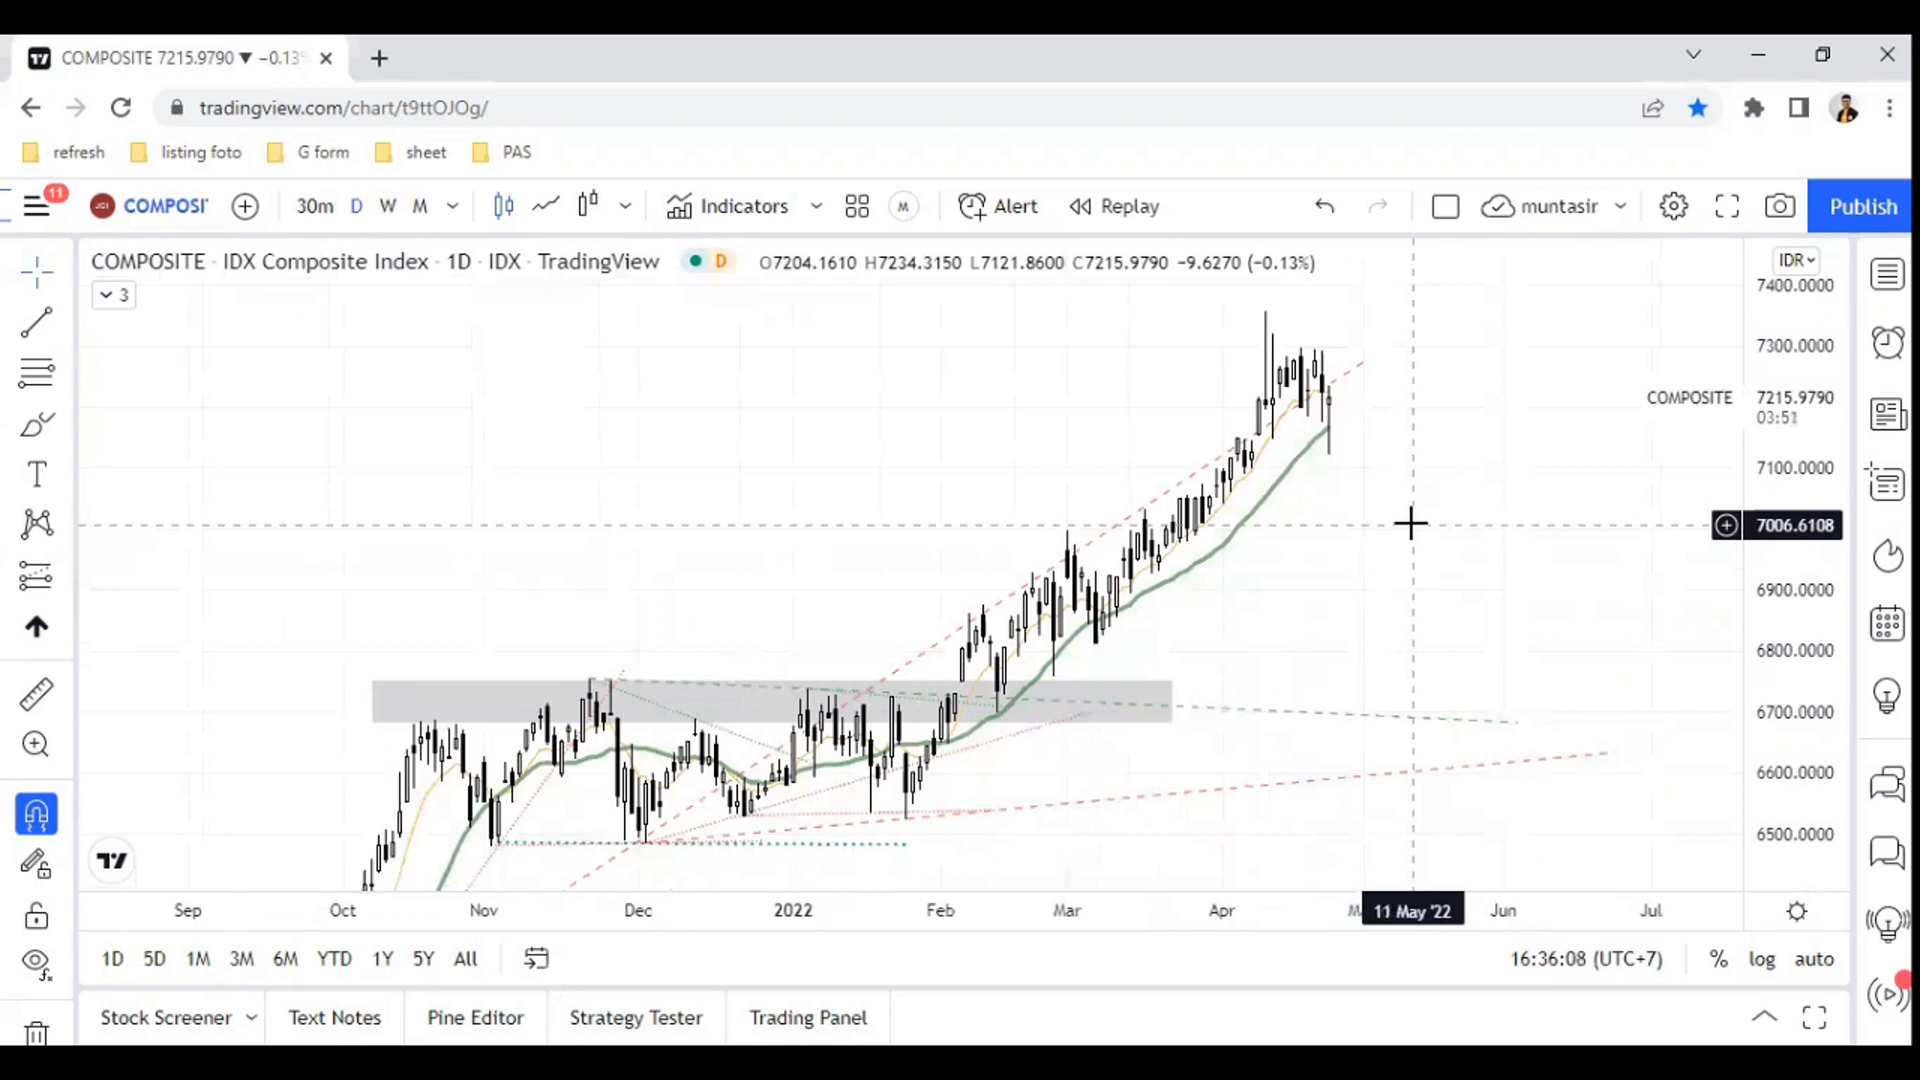 COMPOSITE 7215.9790 ▼ −0.13%
tradingview.com/chart/t9ttOJOg/
refresh listing foto G form sheet PAS
11
JCI COMPOSI 30m D W M Indicators M Alert Replay muntasir Publish
COMPOSITE · IDX Composite Index · 1D · IDX · TradingView D O7204.1610 H7234.3150 L7121.8600 C7215.9790 −9.6270 (−0.13%)
IDR
3
7400.0000
7300.0000
COMPOSITE 7215.9790
03:51
7100.0000
7006.6108
6900.0000
6800.0000
6700.0000
6600.0000
6500.0000
Sep Oct Nov Dec 2022 Feb Mar Apr 11 May '22 Jun Jul
1D 5D 1M 3M 6M YTD 1Y 5Y All 16:36:08 (UTC+7) % log auto
Stock Screener Text Notes Pine Editor Strategy Tester Trading Panel